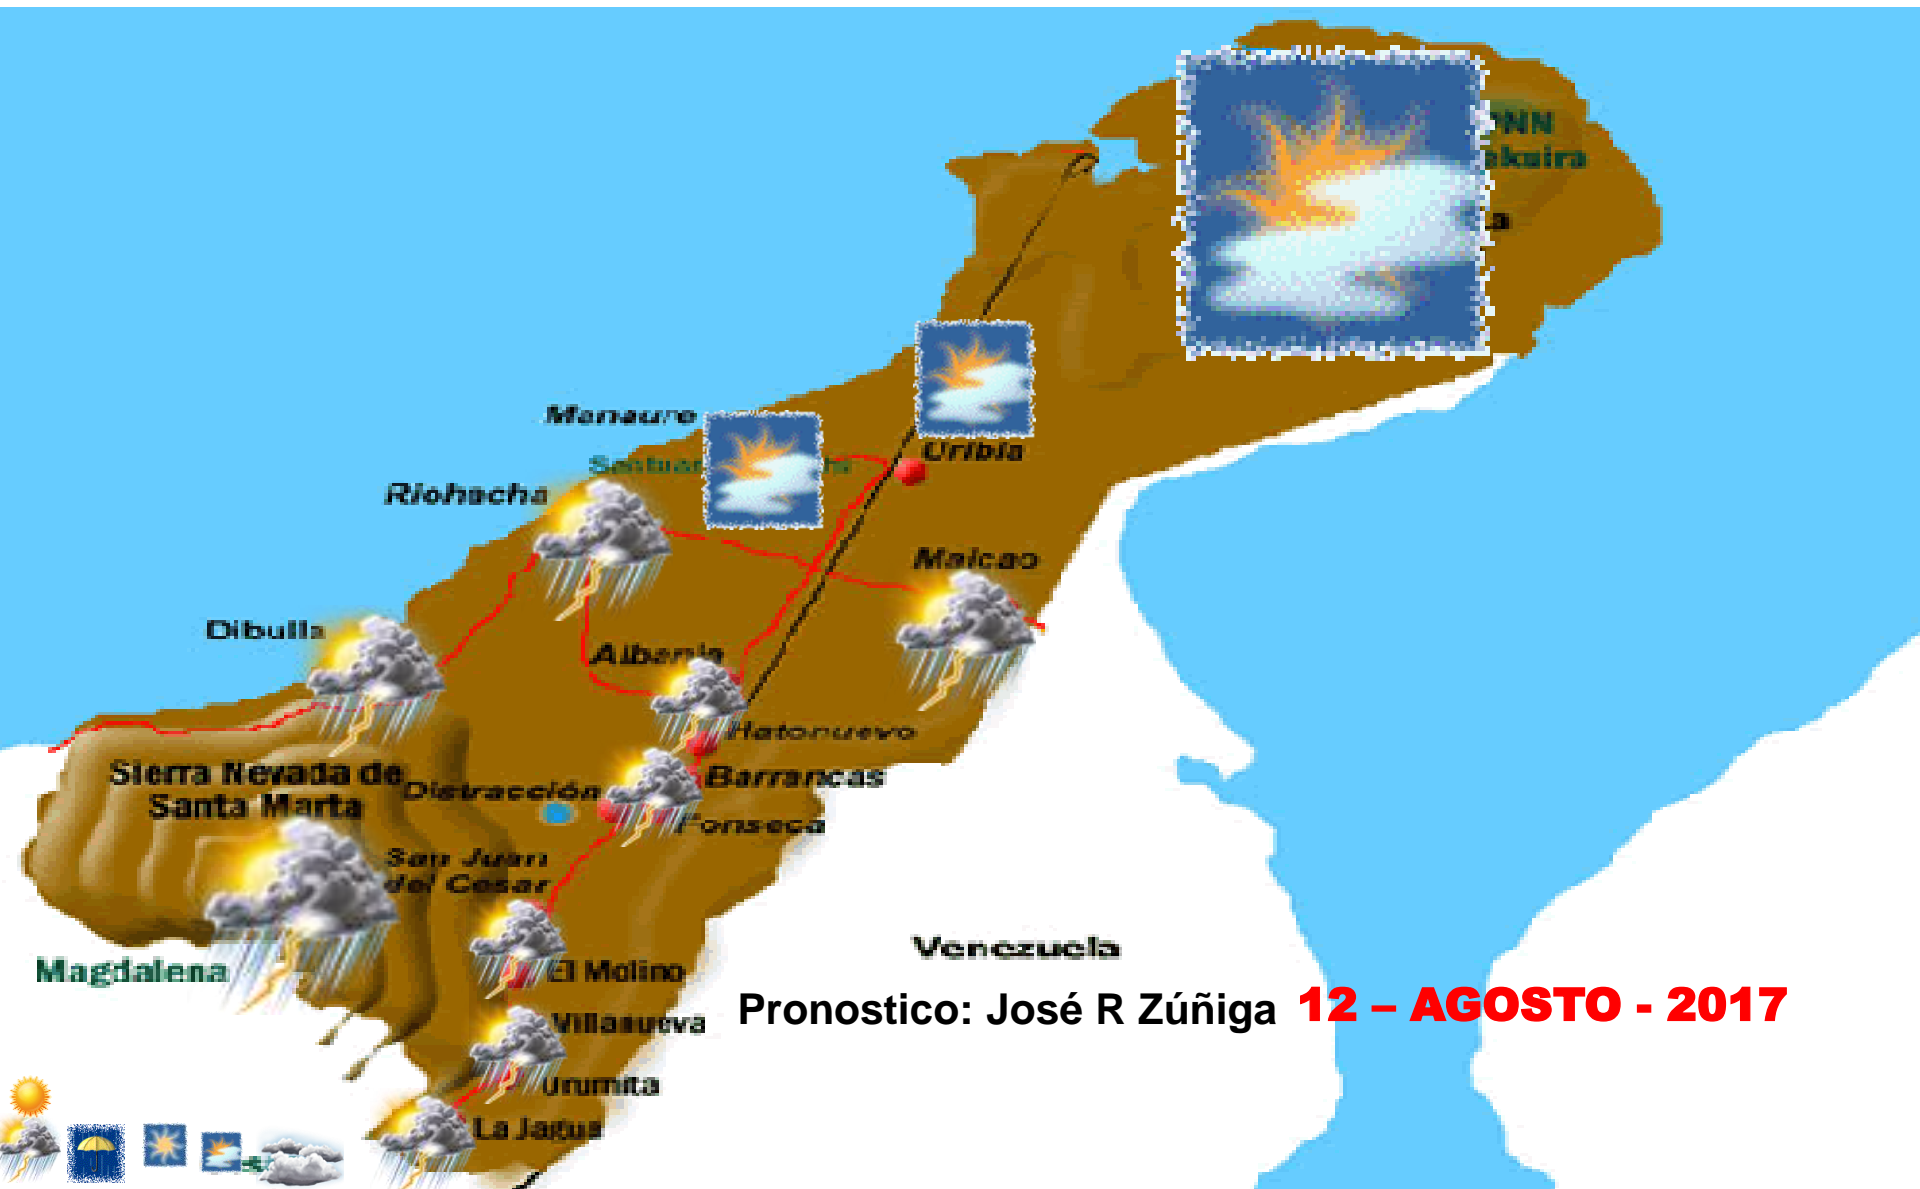 PNN
Manaure
Uribia
Riohacha
Maicao
Dibulla
Albania
Hatonuevo
Sierra Nevada de
Santa Marta
Distracción
Barrancas
Fonseca
San Juan
del Cesar
Venezuela
Magdalena
El Molino
Pronostico: José R Zúñiga 12 – AGOSTO - 2017
Villanueva
Urumita
La Jagua